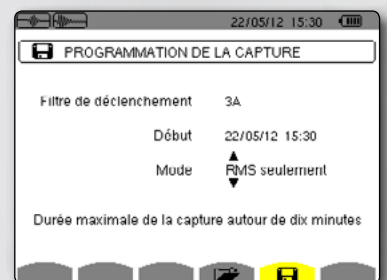 22/05/12 15:30
PROGRAMMATION DE LA CAPTURE
Filtre de déclenchement 3A
Début 22/05/12 15:30
Mode RMS seulement
Durée maximale de la capture autour de dix minutes